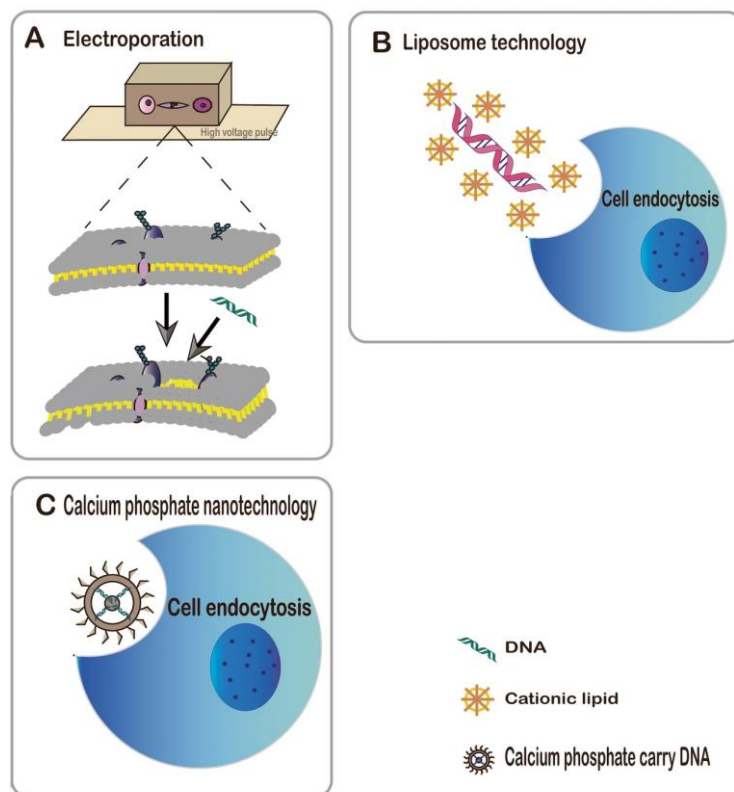 A Electroporation
High voltage pulse
B Liposome technology
Cell endocytosis
C Calcium phosphate nanotechnology
Cell endocytosis
DNA
Cationic lipid
Calcium phosphate carry DNA